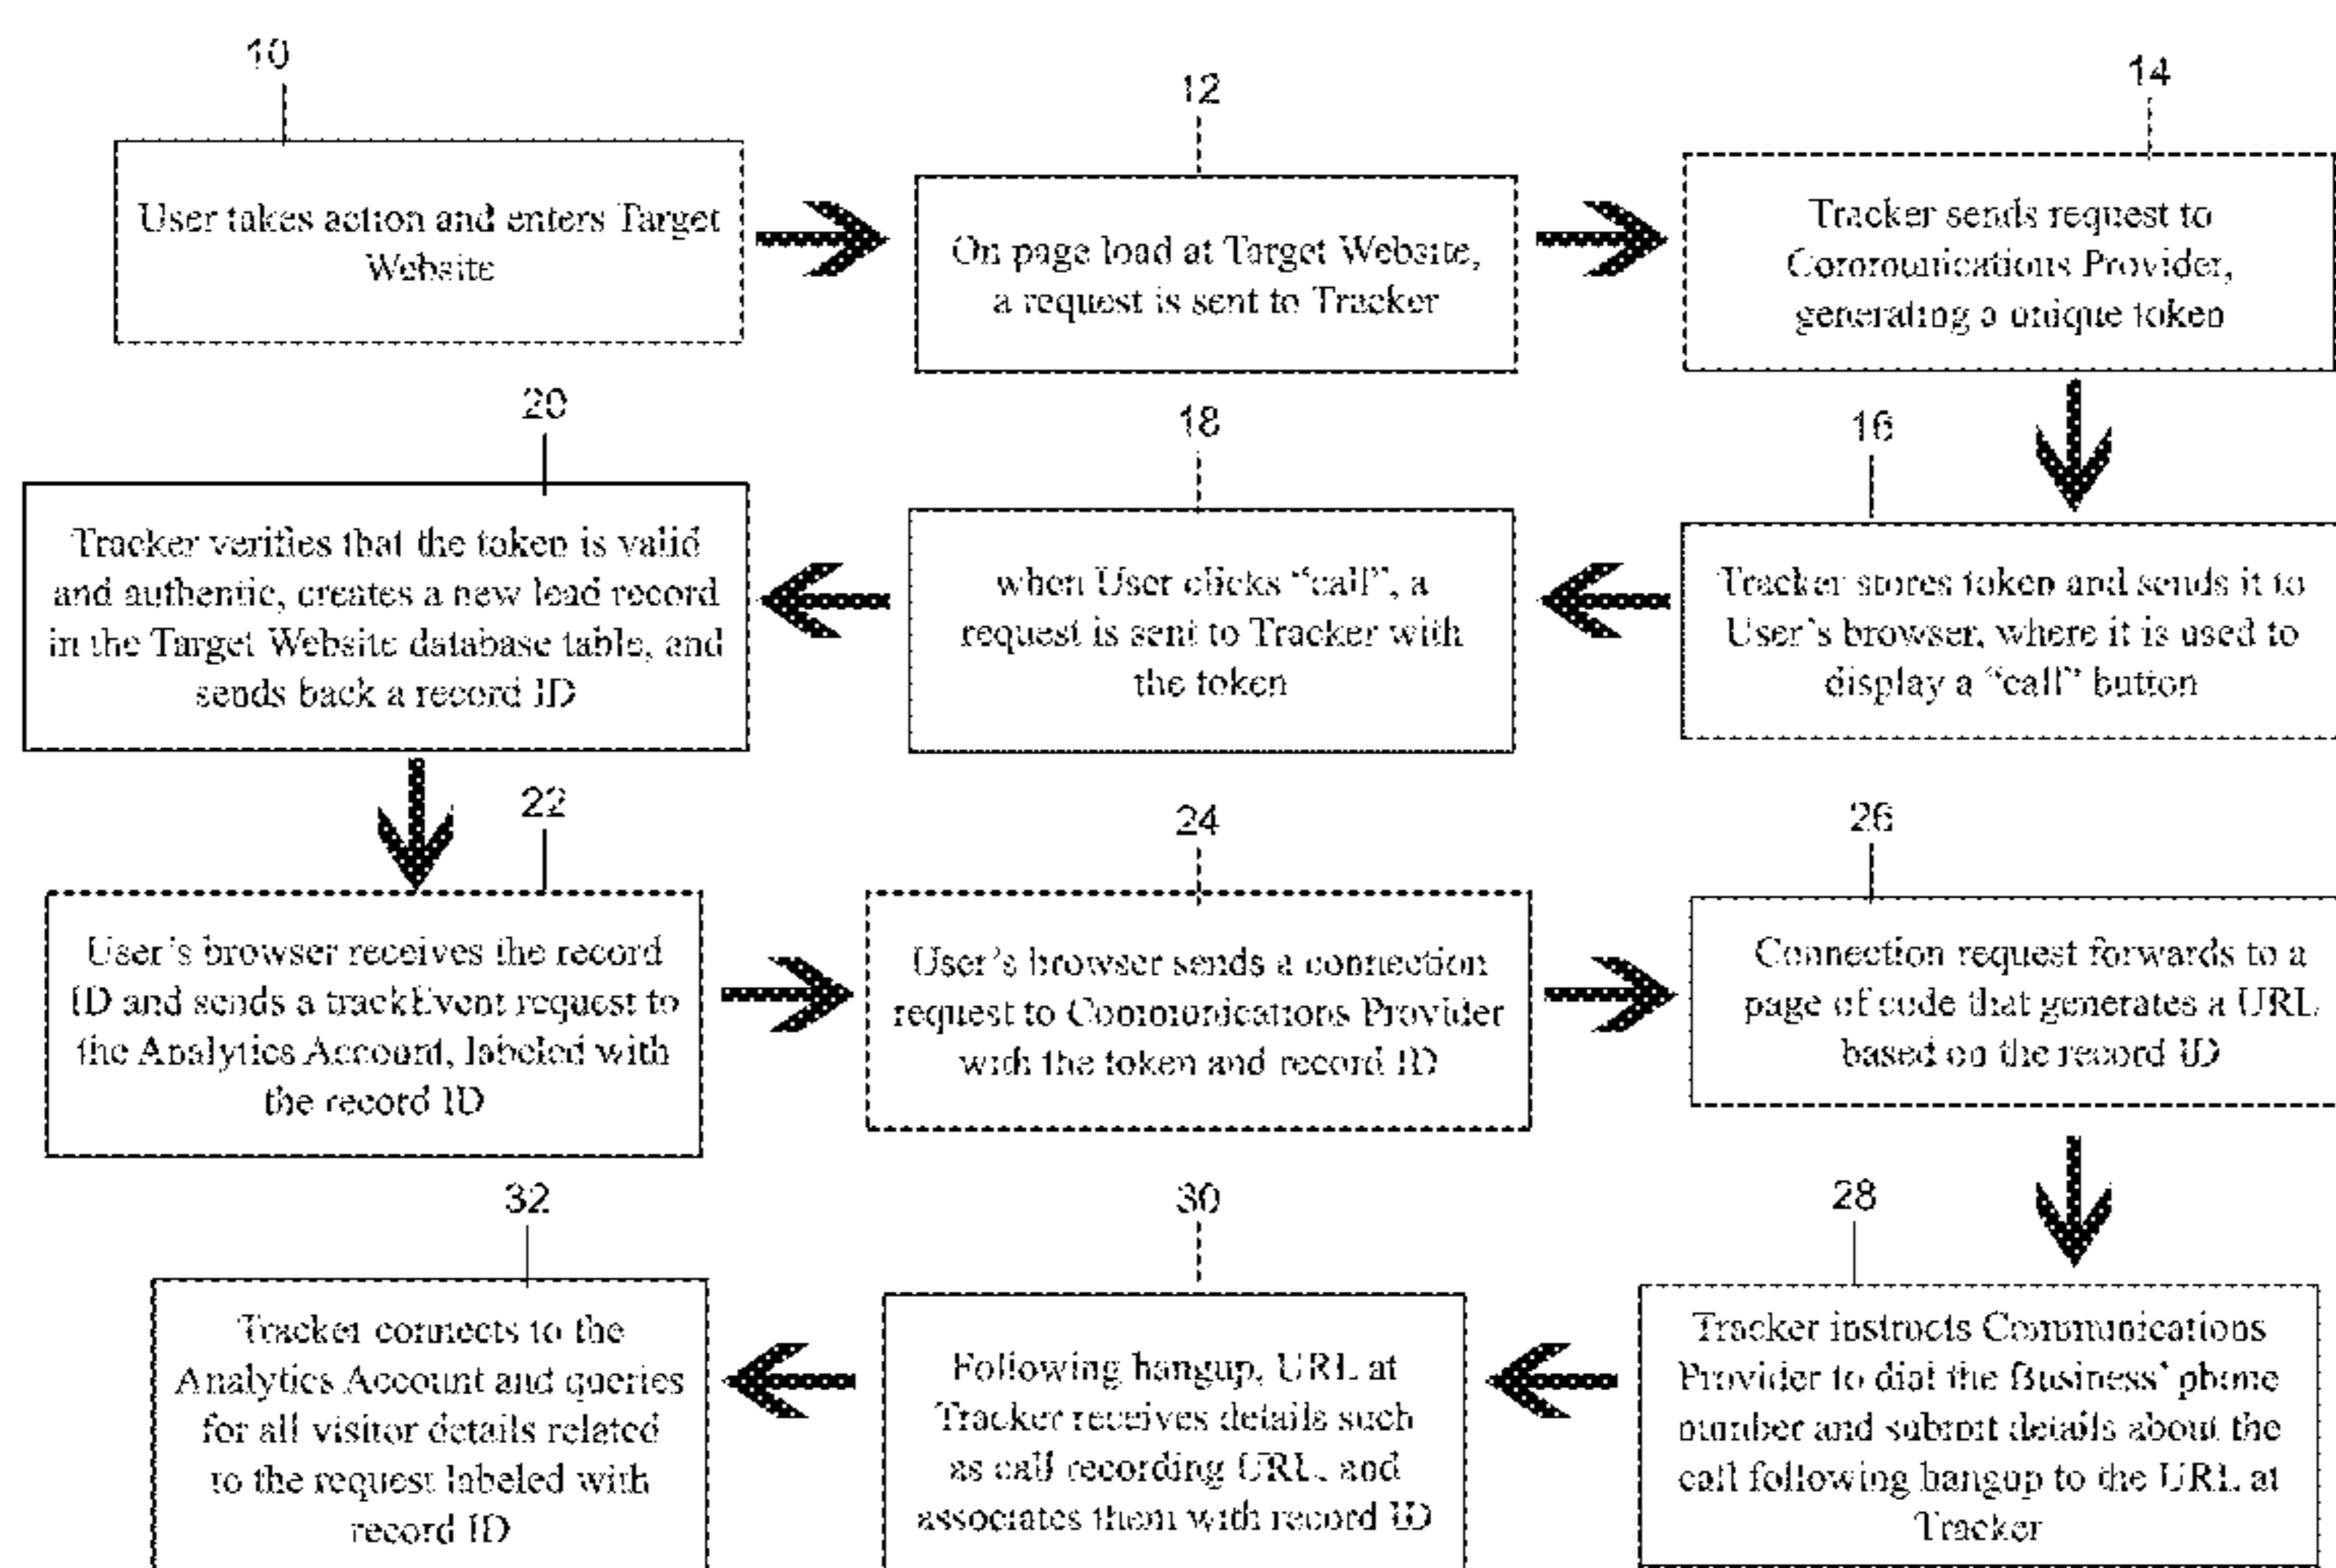 10
User takes action and enters Target
Website
12
On page load at Target Website,
a request is sent to Tracker
14
Tracker sends request to
Communications Provider,
generating a unique token
16
Tracker stores token and sends it to
User's browser, where it is used to
display a “call” button
18
when User clicks “call”, a
request is sent to Tracker with
the token
20
Tracker verifies that the token is valid
and authentic, creates a new lead record
in the Target Website database table, and
sends back a record ID
22
User's browser receives the record
ID and sends a trackEvent request to
the Analytics Account, labeled with
the record ID
24
User's browser sends a connection
request to Communications Provider
with the token and record ID
26
Connection request forwards to a
page of code that generates a URL
based on the record ID
28
Tracker instructs Communications
Provider to dial the Business' phone
number and submit details about the
call following hangup to the URL at
Tracker
30
Following hangup, URL at
Tracker receives details such
as call recording URL, and
associates them with record ID
32
Tracker connects to the
Analytics Account and queries
for all visitor details related
to the request labeled with
record ID